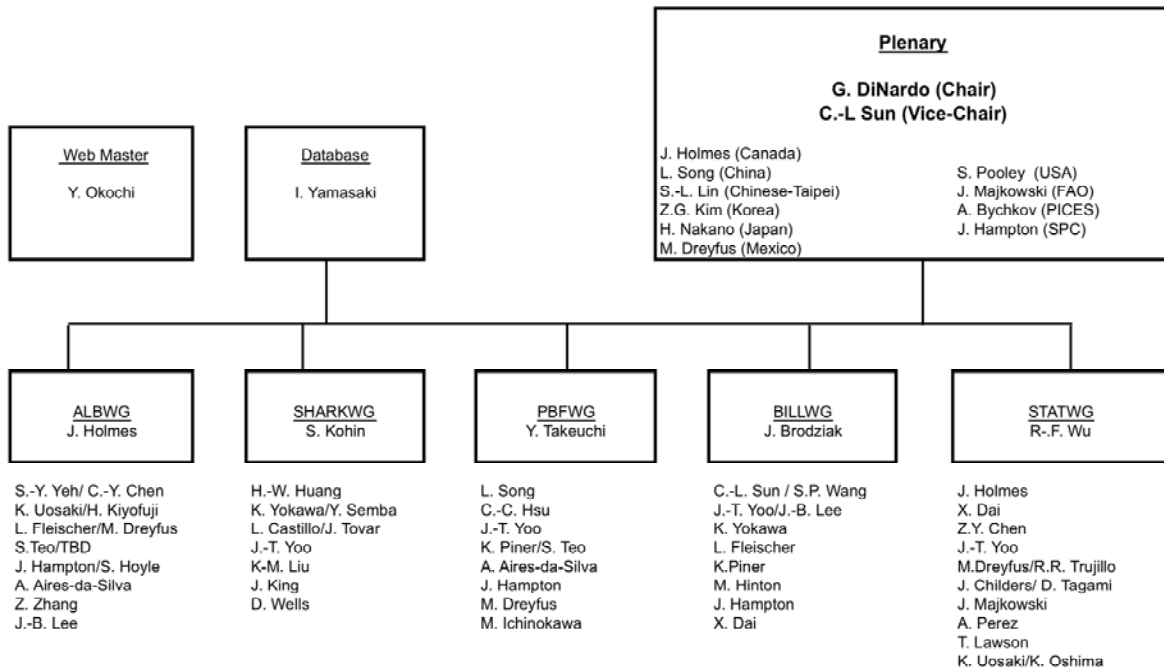 Plenary
G. DiNardo (Chair)
C.-L Sun (Vice-Chair)
J. Holmes (Canada)
L. Song (China)
S.-L. Lin (Chinese-Taipei)
Z.G. Kim (Korea)
H. Nakano (Japan)
M. Dreyfus (Mexico)
S. Pooley (USA)
J. Majkowski (FAO)
A. Bychkov (PICES)
J. Hampton (SPC)
Web Master
Y. Okochi
Database
I. Yamasaki
ALBWG
J. Holmes
S.-Y. Yeh/ C.-Y. Chen
K. Uosaki/H. Kiyofuji
L. Fleischer/M. Dreyfus
S.Teo/TBD
J. Hampton/S. Hoyle
A. Aires-da-Silva
Z. Zhang
J.-B. Lee
SHARKWG
S. Kohin
H.-W. Huang
K. Yokawa/Y. Semba
L. Castillo/J. Tovar
J.-T. Yoo
K-M. Liu
J. King
D. Wells
PBFWG
Y. Takeuchi
L. Song
C.-C. Hsu
J.-T. Yoo
K. Piner/S. Teo
A. Aires-da-Silva
J. Hampton
M. Dreyfus
M. Ichinokawa
BILLWG
J. Brodziak
C.-L. Sun / S.P. Wang
J.-T. Yoo/J.-B. Lee
K. Yokawa
L. Fleischer
K.Piner
M. Hinton
J. Hampton
X. Dai
STATWG
R-.F. Wu
J. Holmes
X. Dai
Z.Y. Chen
J.-T. Yoo
M.Dreyfus/R.R. Trujillo
J. Childers/ D. Tagami
J. Majkowski
A. Perez
T. Lawson
K. Uosaki/K. Oshima